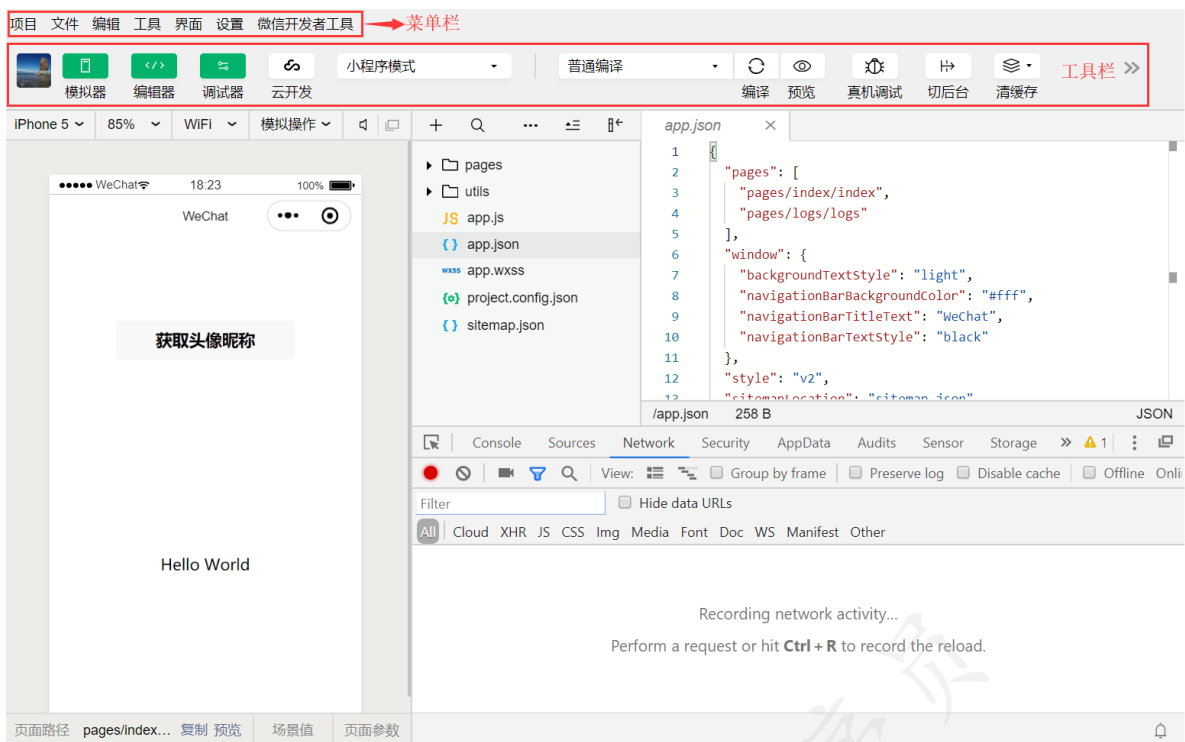 项目 文件 编辑 工具 界面 设置 微信开发者工具 菜单栏
小程序模式 普通编译
模拟器 编辑器 调试器 云开发 编译 预览 真机调试 切后台 清缓存 工具栏
iPhone 5 85% WiFi 模拟操作
WeChat 18:23 100%
WeChat
获取头像昵称
Hello World
页面路径 pages/index... 复制 预览 场景值 页面参数
pages
utils
JS app.js
{ } app.json
wxss app.wxss
project.config.json
{ } sitemap.json
app.json
1 {
2 "pages": [
3 "pages/index/index",
4 "pages/logs/logs"
5 ],
6 "window": {
7 "backgroundTextStyle": "light",
8 "navigationBarBackgroundColor": "#fff",
9 "navigationBarTitleText": "WeChat",
10 "navigationBarTextStyle": "black"
11 },
12 "style": "v2",
13 "sitemapLocation": "sitemap.json"
/app.json 258 B JSON
Console Sources Network Security AppData Audits Sensor Storage 1
View: Group by frame Preserve log Disable cache Offline Onli
Filter Hide data URLs
All Cloud XHR JS CSS Img Media Font Doc WS Manifest Other
Recording network activity...
Perform a request or hit Ctrl + R to record the reload.